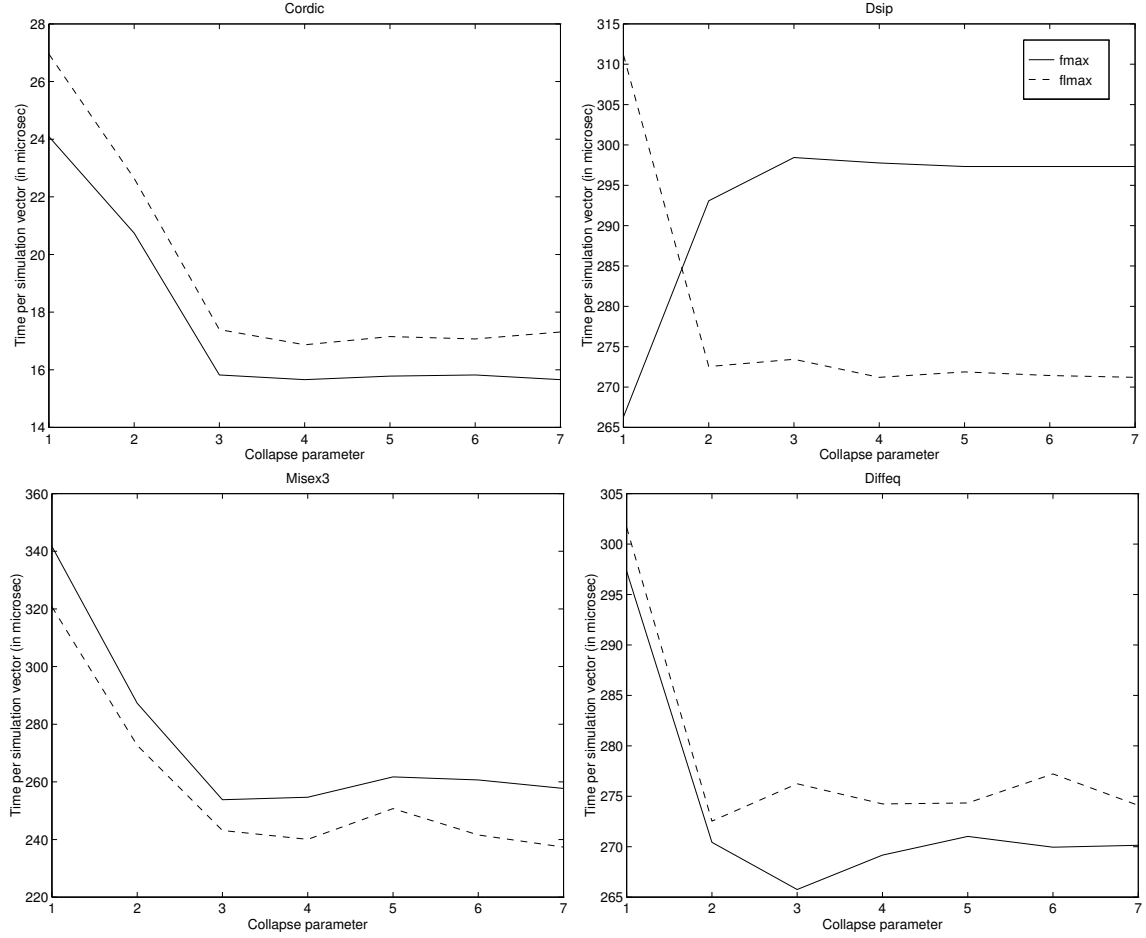 Cordic
28
26
24
22
20
18
16
14
Time per simulation vector (in microsec)
1 2 3 4 5 6 7
Collapse parameter
Dsip
315
310
305
300
295
290
285
280
275
270
265
Time per simulation vector (in microsec)
1 2 3 4 5 6 7
Collapse parameter
fmax
flmax
Misex3
360
340
320
300
280
260
240
220
Time per simulation vector (in microsec)
1 2 3 4 5 6 7
Collapse parameter
Diffeq
305
300
295
290
285
280
275
270
265
Time per simulation vector (in microsec)
1 2 3 4 5 6 7
Collapse parameter